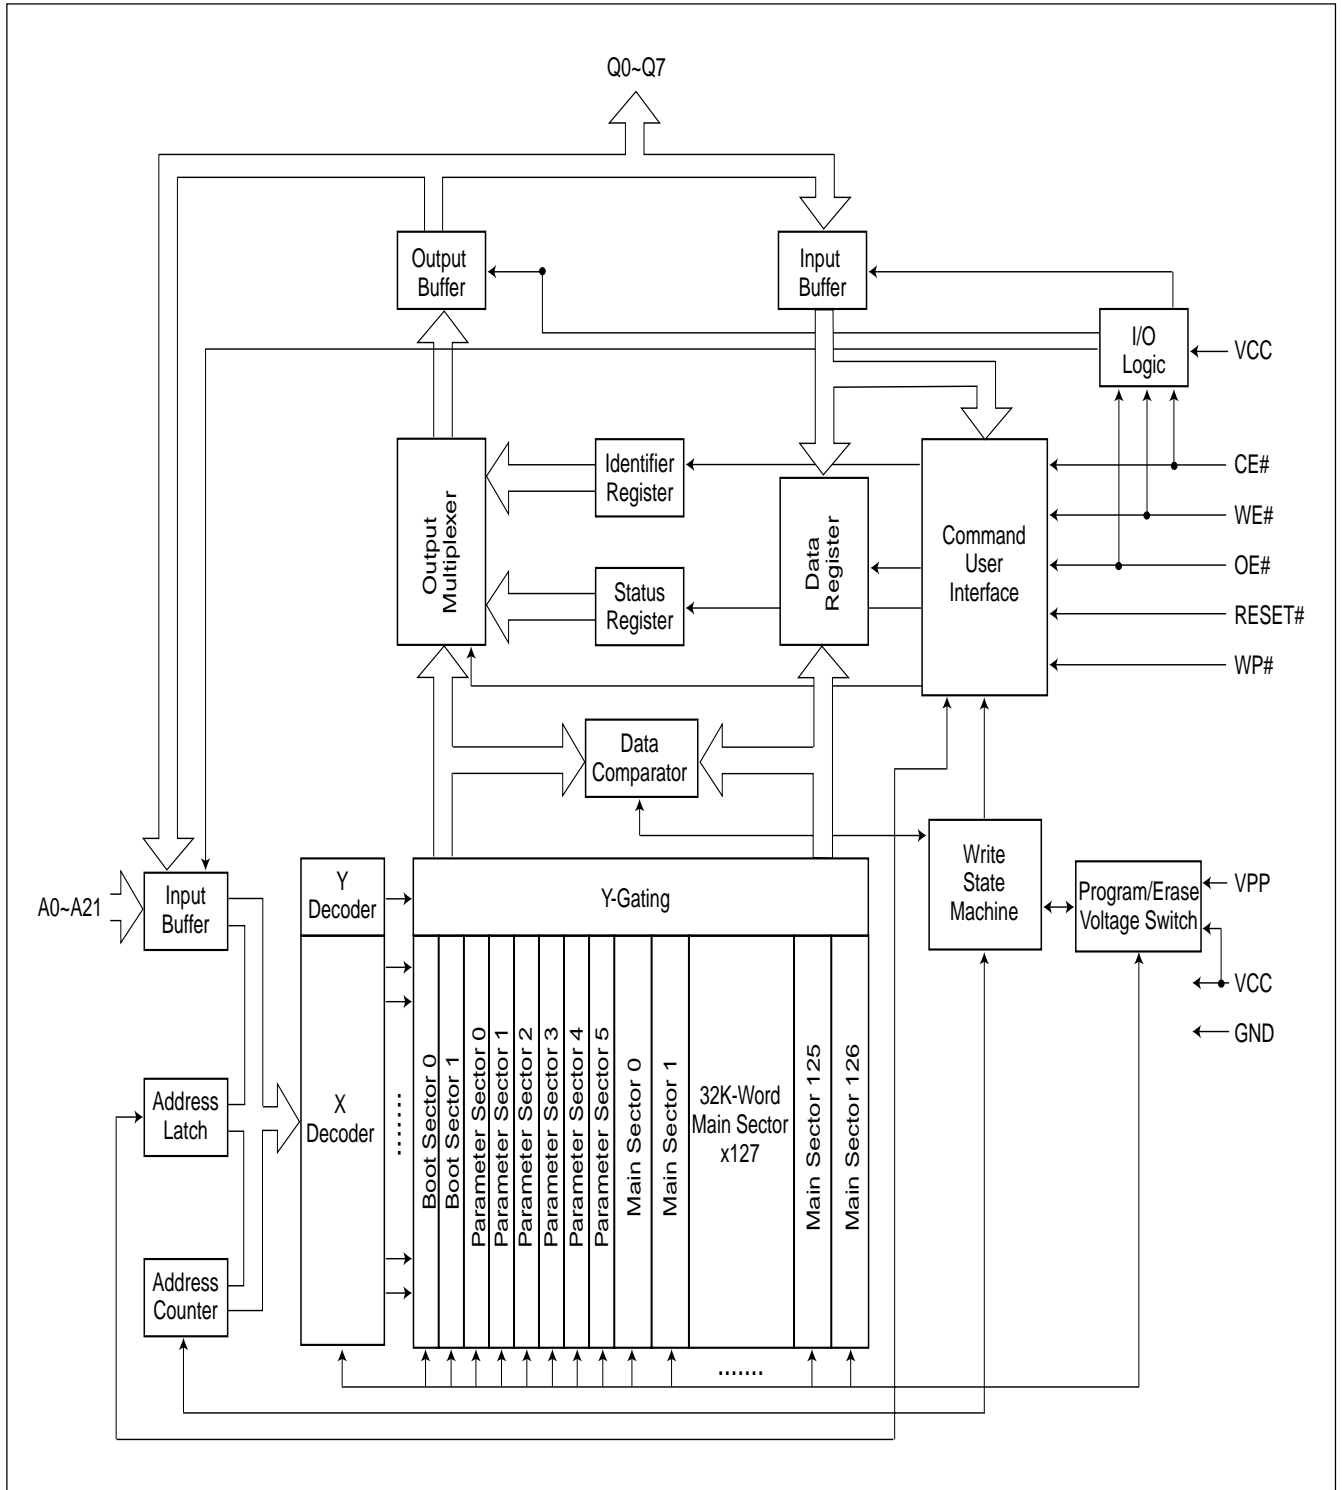 Q0~Q7
Output
Buffer
Input
Buffer
I/O
Logic
VCC
Output
Multiplexer
Identifier
Register
Status
Register
Data
Register
Command
User
Interface
CE#
WE#
OE#
RESET#
WP#
Data
Comparator
Write
State
Machine
Program/Erase
Voltage Switch
VPP
VCC
GND
A0~A21
Input
Buffer
Y
Decoder
Y-Gating
Address
Latch
X
Decoder
.......
Boot Sector 0
Boot Sector 1
Parameter Sector 0
Parameter Sector 1
Parameter Sector 2
Parameter Sector 3
Parameter Sector 4
Parameter Sector 5
Main Sector 0
Main Sector 1
32K-Word
Main Sector
x127
Main Sector 125
Main Sector 126
Address
Counter
.......